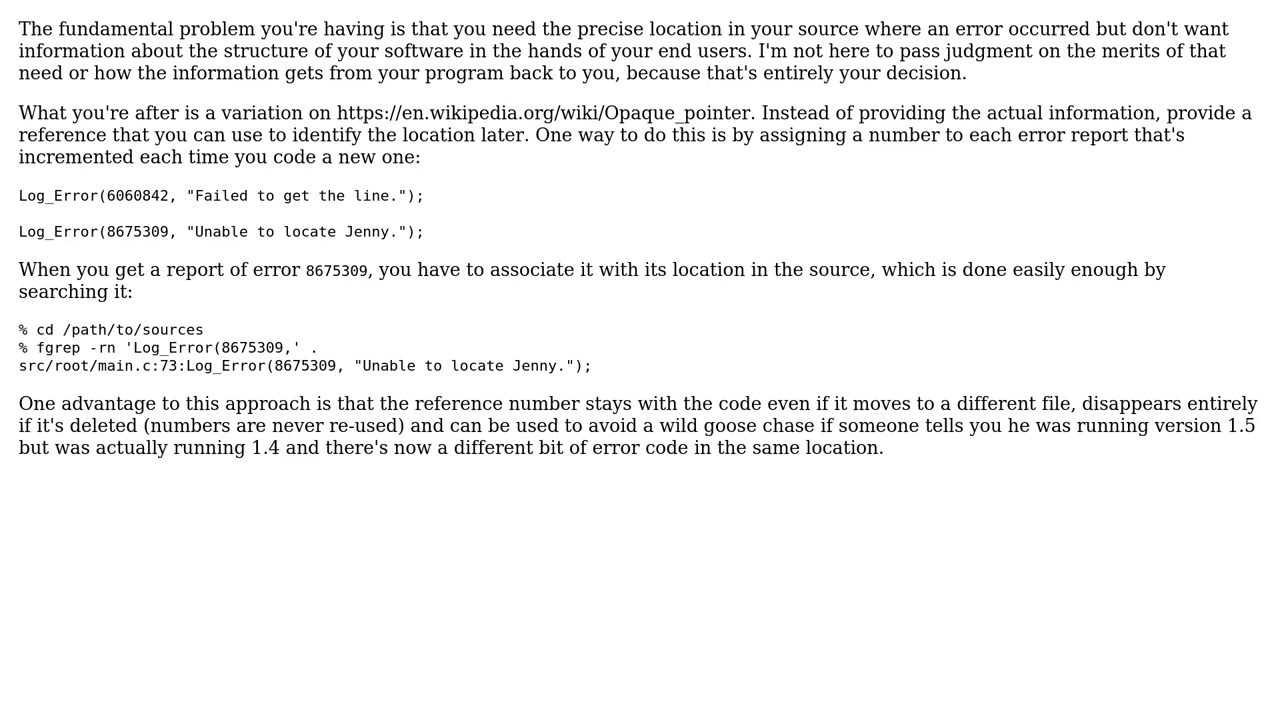 The fundamental problem you're having is that you need the precise location in your source where an error occurred but don't want
information about the structure of your software in the hands of your end users. I'm not here to pass judgment on the merits of that
need or how the information gets from your program back to you, because that's entirely your decision.
What you're after is a variation on https://en.wikipedia.org/wiki/Opaque_pointer. Instead of providing the actual information, provide a
reference that you can use to identify the location later. One way to do this is by assigning a number to each error report that's
incremented each time you code a new one:
Log_Error(6060842, "Failed to get the line.");
Log_Error(8675309, "Unable to locate Jenny.");
When you get a report of error 8675309, you have to associate it with its location in the source, which is done easily enough by
searching it:
% cd /path/to/sources
% fgrep -rn 'Log_Error(8675309,' .
src/root/main.c:73:Log_Error(8675309, "Unable to locate Jenny.");
One advantage to this approach is that the reference number stays with the code even if it moves to a different file, disappears entirely
if it's deleted (numbers are never re-used) and can be used to avoid a wild goose chase if someone tells you he was running version 1.5
but was actually running 1.4 and there's now a different bit of error code in the same location.